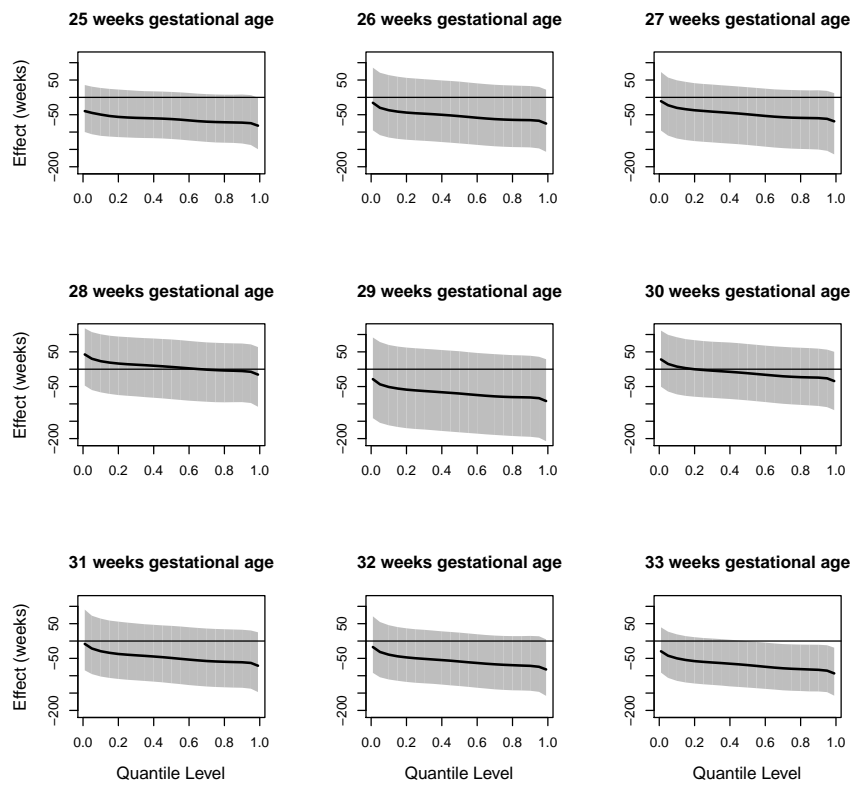 25 weeks gestational age
26 weeks gestational age
27 weeks gestational age
Effect (weeks)
50
−50
−200
0.0 0.2 0.4 0.6 0.8 1.0
50
−50
−200
0.0 0.2 0.4 0.6 0.8 1.0
50
−50
−200
0.0 0.2 0.4 0.6 0.8 1.0
28 weeks gestational age
29 weeks gestational age
30 weeks gestational age
Effect (weeks)
50
−50
−200
0.0 0.2 0.4 0.6 0.8 1.0
50
−50
−200
0.0 0.2 0.4 0.6 0.8 1.0
50
−50
−200
0.0 0.2 0.4 0.6 0.8 1.0
31 weeks gestational age
32 weeks gestational age
33 weeks gestational age
Effect (weeks)
50
−50
−200
0.0 0.2 0.4 0.6 0.8 1.0
50
−50
−200
0.0 0.2 0.4 0.6 0.8 1.0
50
−50
−200
0.0 0.2 0.4 0.6 0.8 1.0
Quantile Level
Quantile Level
Quantile Level